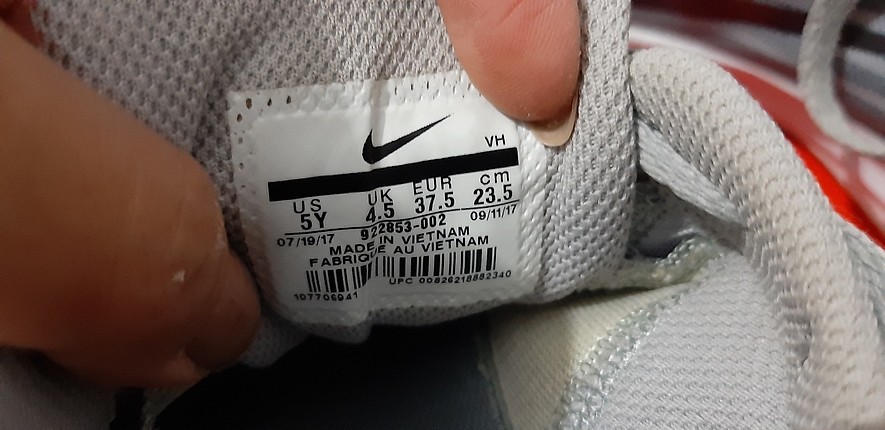 VH
US UK EUR cm
5Y 4.5 37.5 23.5
922853-002
07/19/17 09/11/17
MADE IN VIETNAM
FABRIQUE AU VIETNAM
107706941 UPC 00826218882340